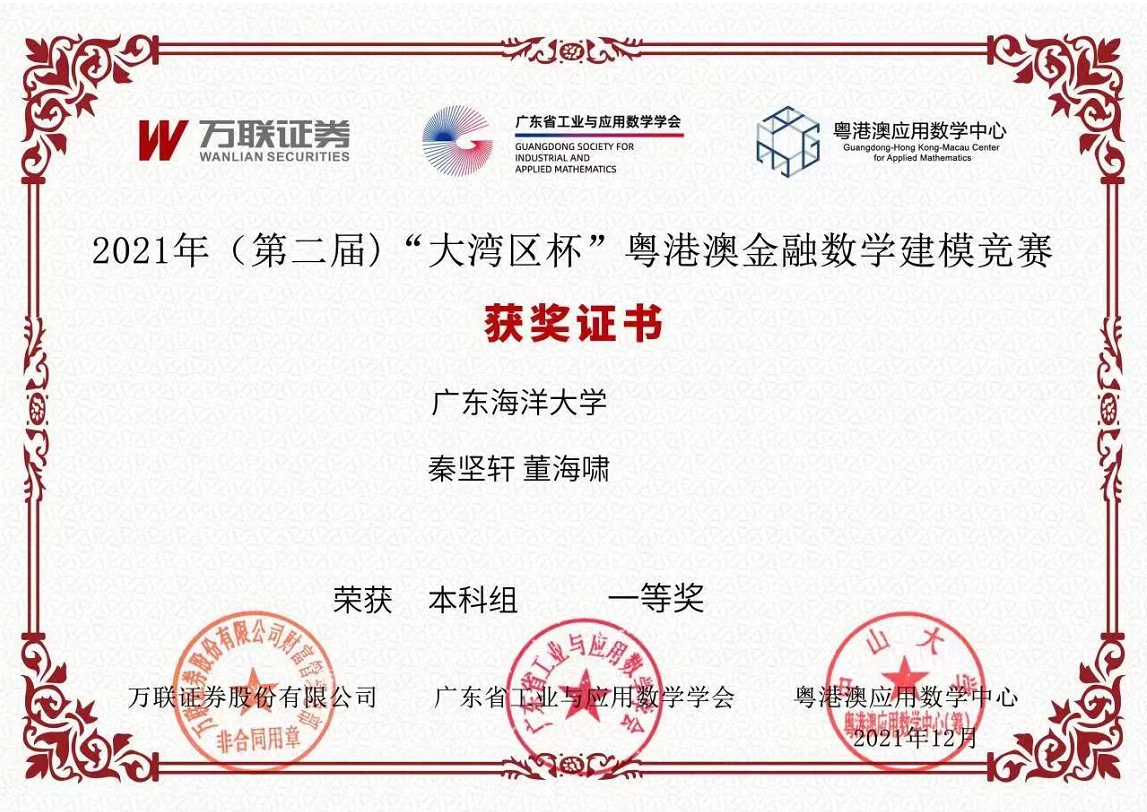 万联证券
WANLIAN SECURITIES
广东省工业与应用数学学会
GUANGDONG SOCIETY FOR
INDUSTRIAL AND
APPLIED MATHEMATICS
粤港澳应用数学中心
Guangdong-Hong Kong-Macau Center
for Applied Mathematics
2021年（第二届)“大湾区杯”粤港澳金融数学建模竞赛
获奖证书
广东海洋大学
秦坚轩 董海啸
荣获 本科组 一等奖
万联证券股份有限公司财富管理部
非合同用章
广东省工业与应用数学学会
中山大学
粤港澳应用数学中心(筹)
万联证券股份有限公司 广东省工业与应用数学学会 粤港澳应用数学中心
2021年12月